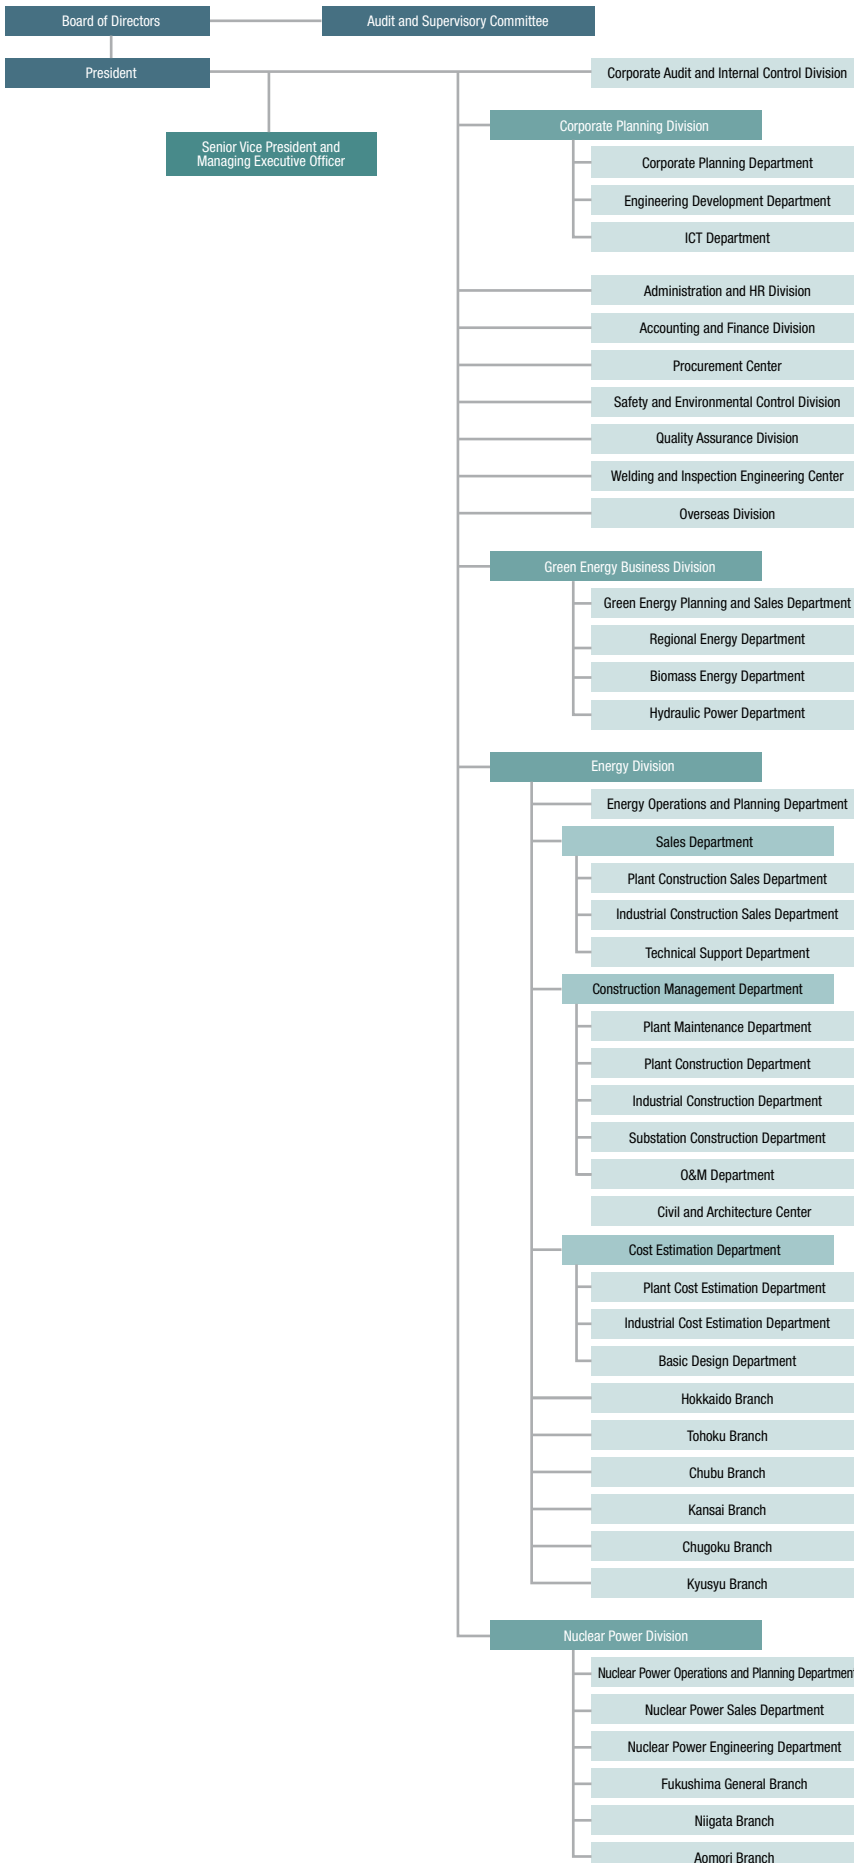 Board of Directors
Audit and Supervisory Committee
President
Corporate Audit and Internal Control Division
Corporate Planning Division
Senior Vice President and
Managing Executive Officer
Corporate Planning Department
Engineering Development Department
ICT Department
Administration and HR Division
Accounting and Finance Division
Procurement Center
Safety and Environmental Control Division
Quality Assurance Division
Welding and Inspection Engineering Center
Overseas Division
Green Energy Business Division
Green Energy Planning and Sales Department
Regional Energy Department
Biomass Energy Department
Hydraulic Power Department
Energy Division
Energy Operations and Planning Department
Sales Department
Plant Construction Sales Department
Industrial Construction Sales Department
Technical Support Department
Construction Management Department
Plant Maintenance Department
Plant Construction Department
Industrial Construction Department
Substation Construction Department
O&M Department
Civil and Architecture Center
Cost Estimation Department
Plant Cost Estimation Department
Industrial Cost Estimation Department
Basic Design Department
Hokkaido Branch
Tohoku Branch
Chubu Branch
Kansai Branch
Chugoku Branch
Kyusyu Branch
Nuclear Power Division
Nuclear Power Operations and Planning Department
Nuclear Power Sales Department
Nuclear Power Engineering Department
Fukushima General Branch
Niigata Branch
Aomori Branch